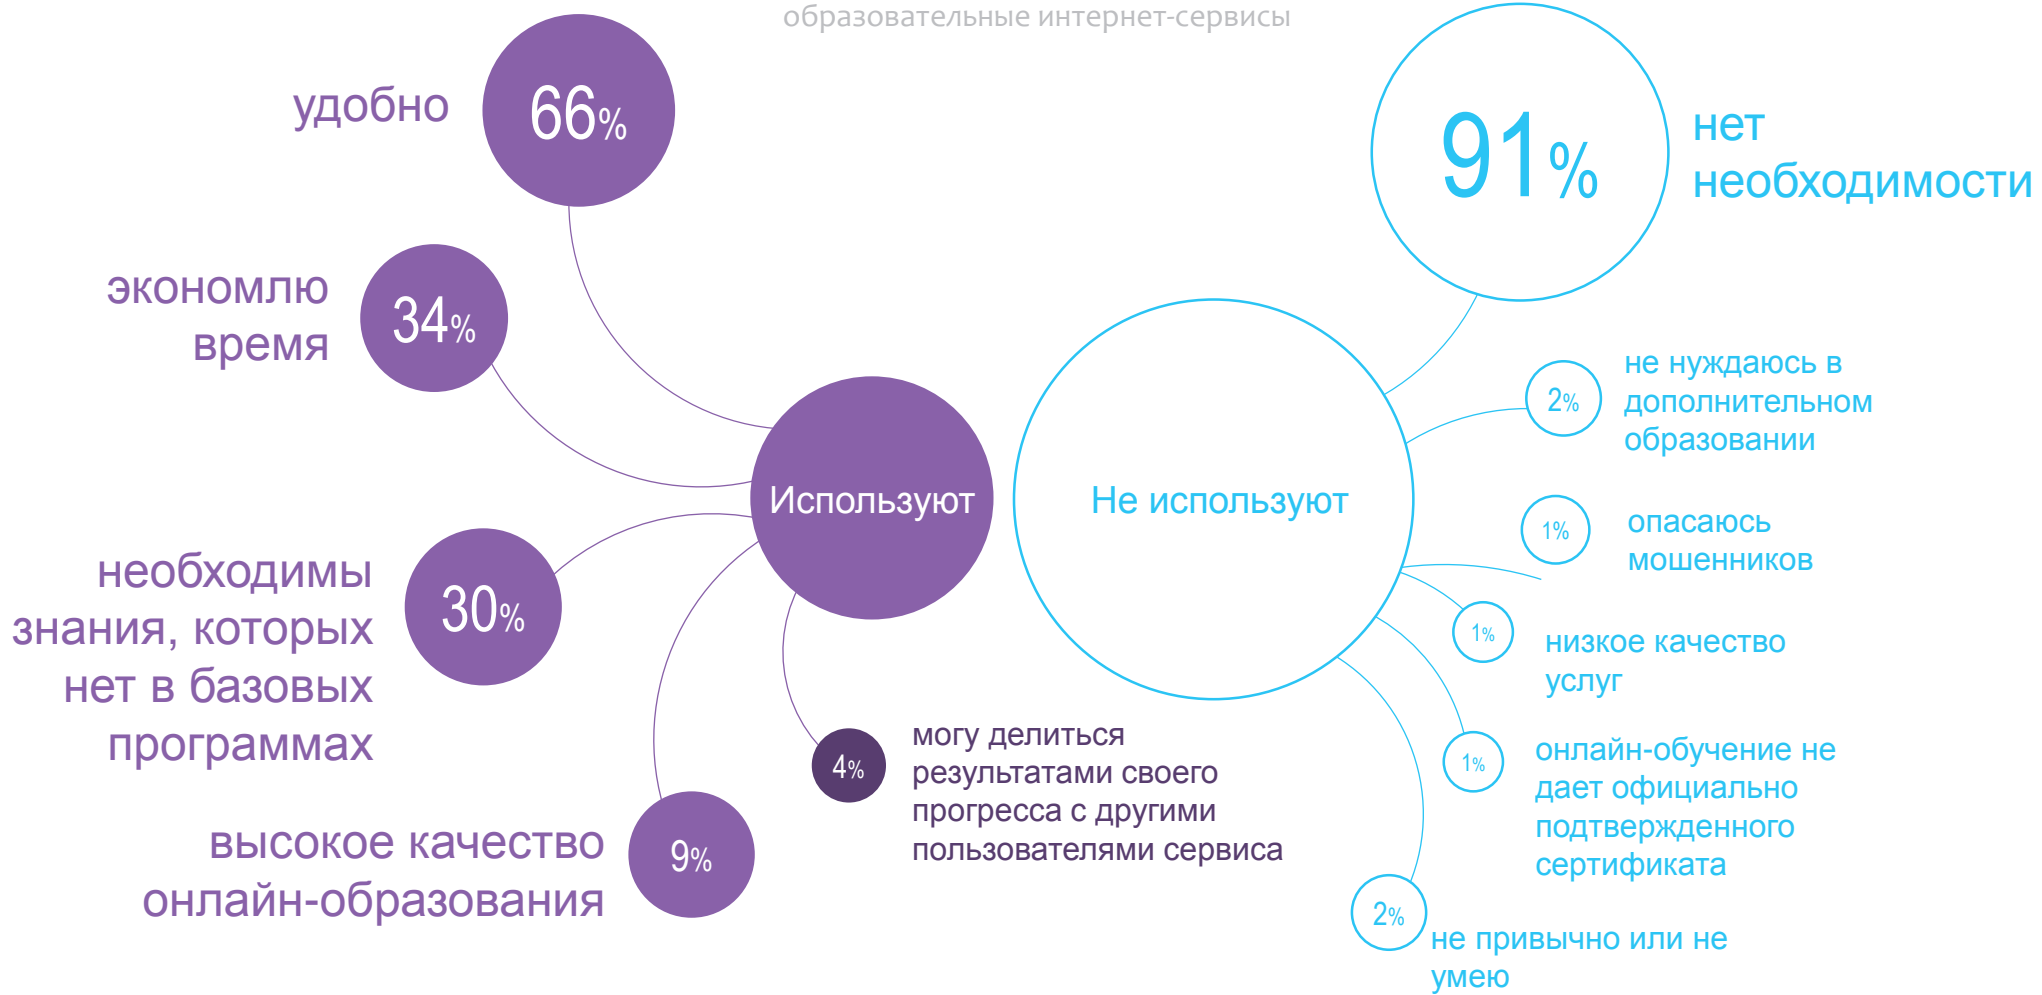 образовательные интернет-сервисы
удобно
66%
экономлю
время
34%
необходимы
знания, которых
нет в базовых
программах
30%
высокое качество
онлайн-образования
9%
могу делиться
результатами своего
прогресса с другими
пользователями сервиса
4%
Используют
Не используют
91%
нет
необходимости
2%
не нуждаюсь в
дополнительном
образовании
1%
опасаюсь
мошенников
1%
низкое качество
услуг
1%
онлайн-обучение не
дает официально
подтвержденного
сертификата
2%
не привычно или не
умею